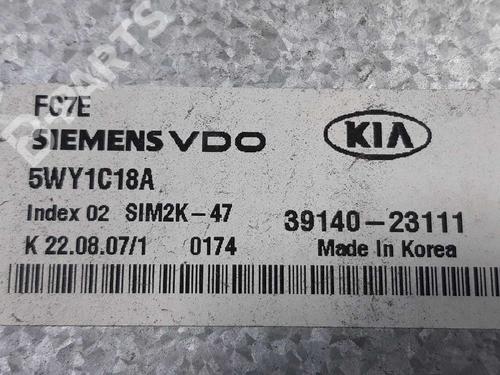 B-PARTS
FC7E
SIEMENS VDO
KIA
5WY1C18A
Index 02 SIM2K-47
39140-23111
K 22.08.07/1 0174
Made in Korea